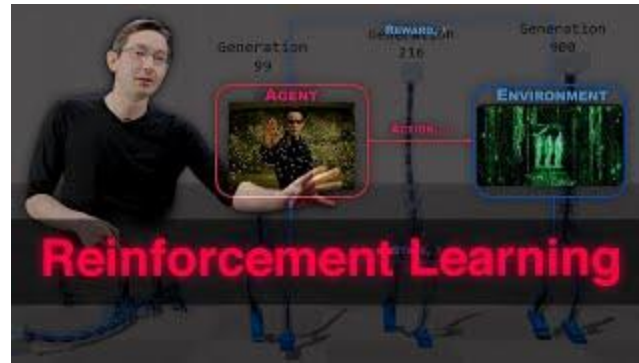 Generation
99
Reward, r
Generation
216
Generation
900
Agent
Environment
Action,
Reinforcement Learning